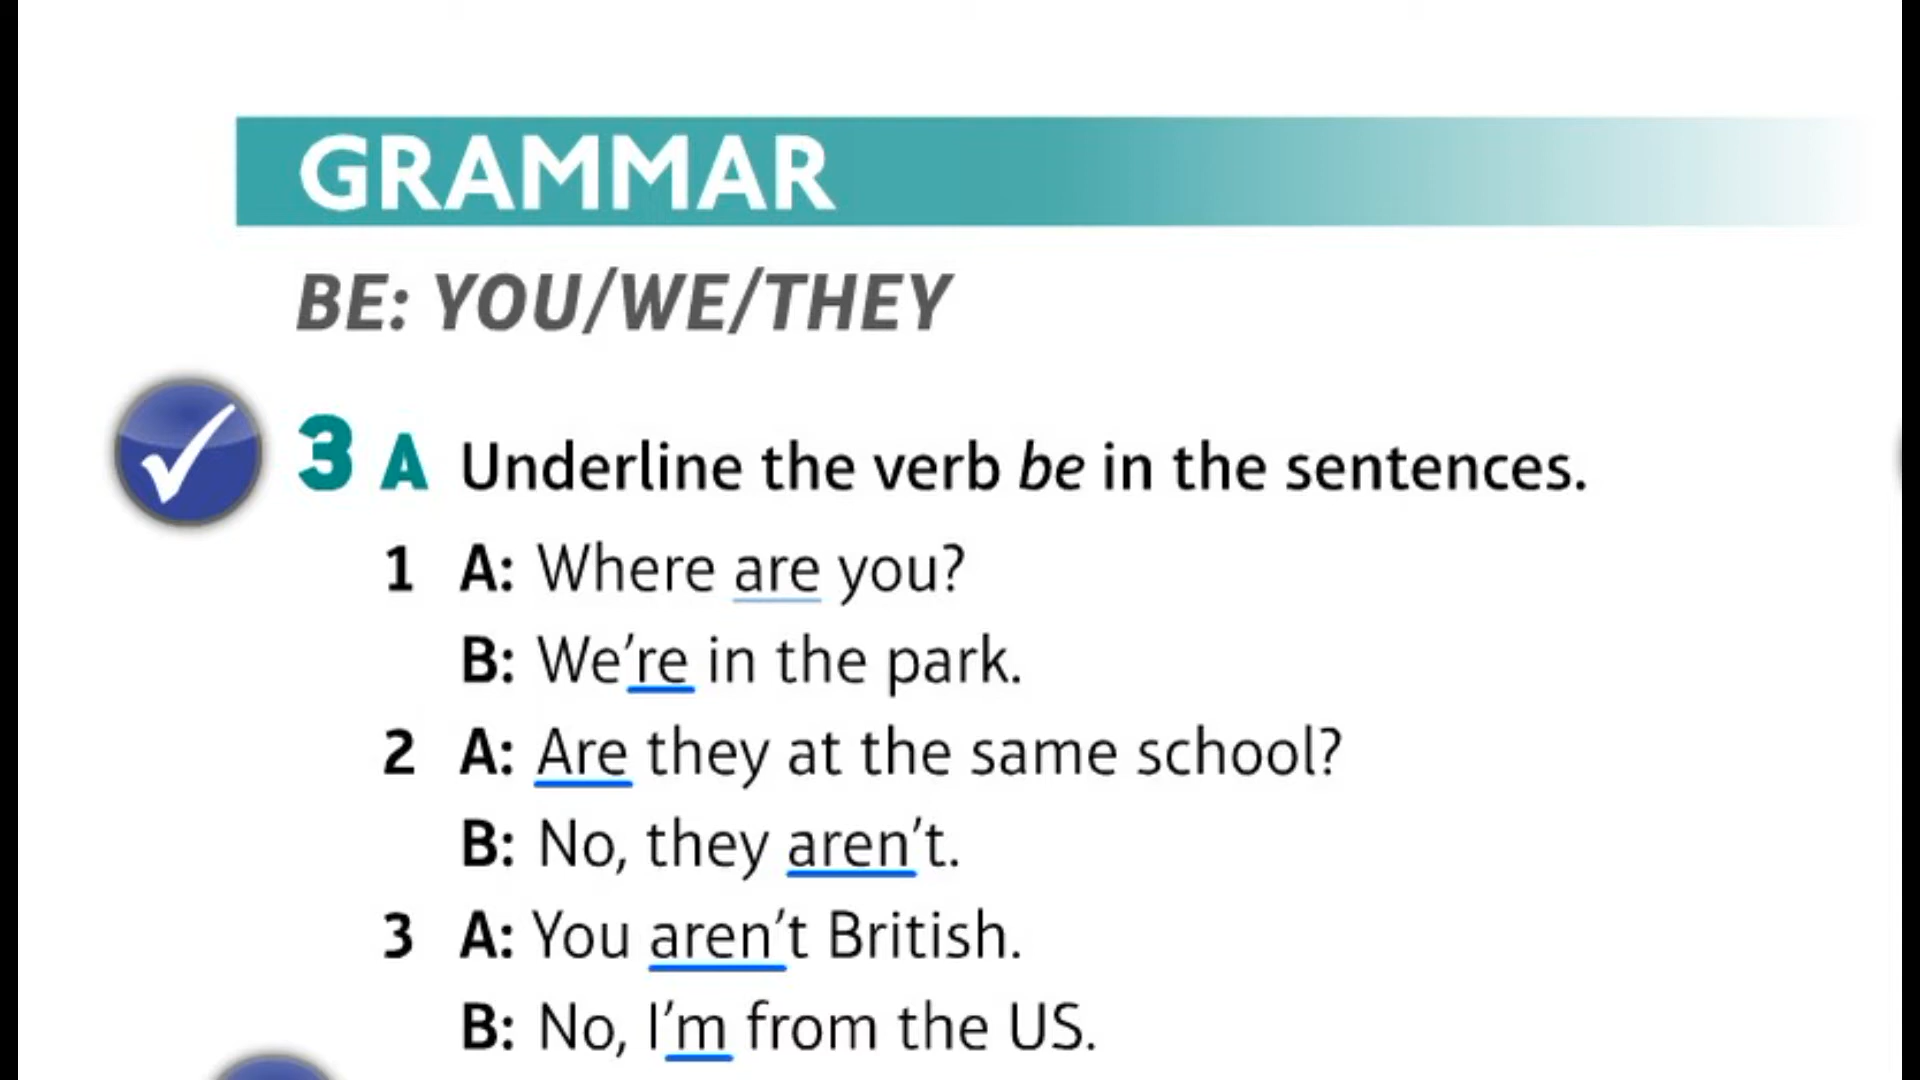 GRAMMAR
BE: YOU/WE/THEY
3 A Underline the verb be in the sentences.
1 A: Where are you?
B: We’re in the park.
2 A: Are they at the same school?
B: No, they aren’t.
3 A: You aren’t British.
B: No, I’m from the US.